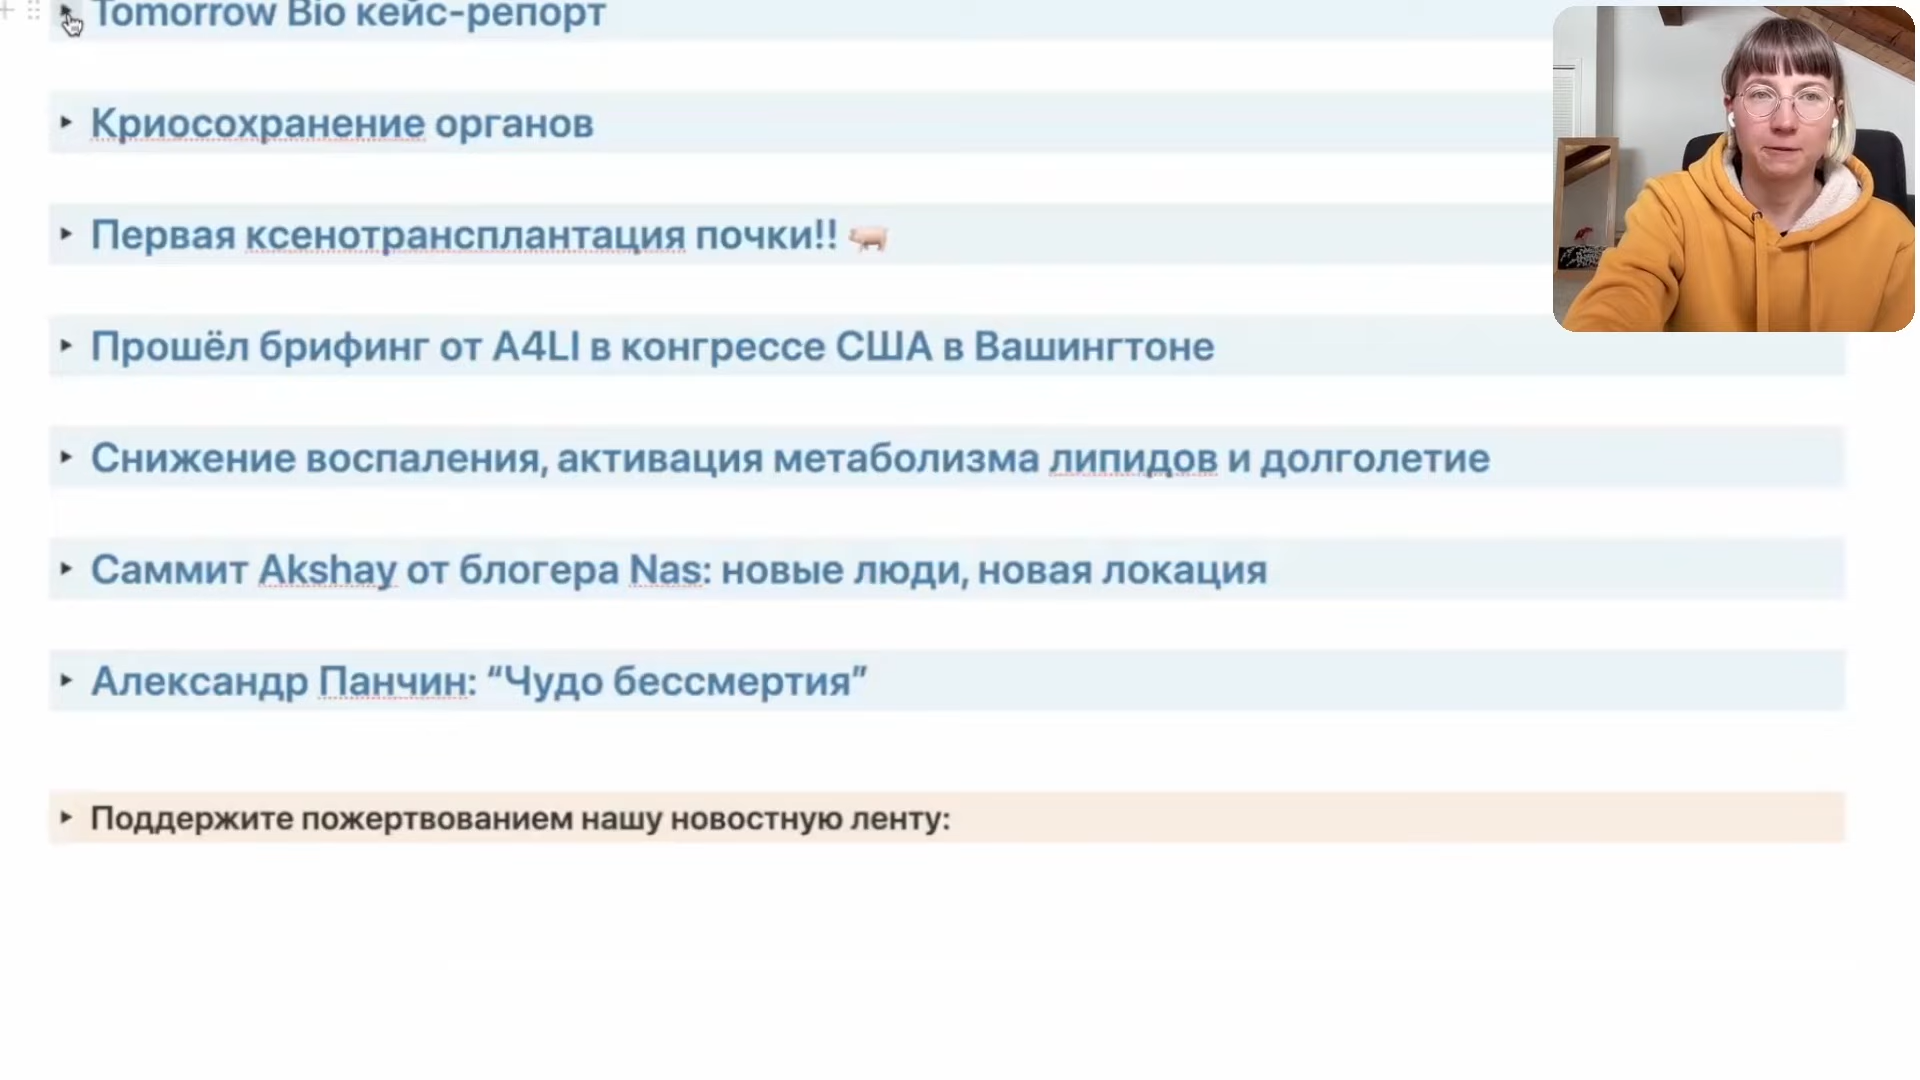 Tomorrow Bio кейс-репорт
Криосохранение органов
Первая ксенотрансплантация почки!! 🐖
Прошёл брифинг от A4LI в конгрессе США в Вашингтоне
Снижение воспаления, активация метаболизма липидов и долголетие
Саммит Akshay от блогера Nas: новые люди, новая локация
Александр Панчин: “Чудо бессмертия”
Поддержите пожертвованием нашу новостную ленту: